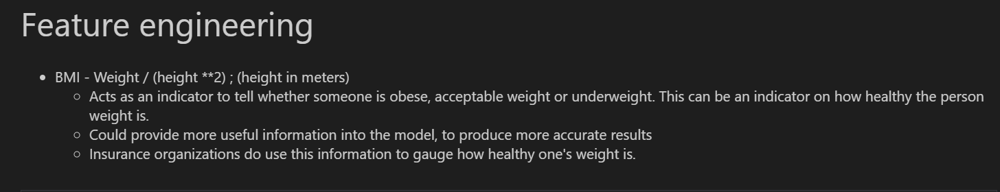 Feature engineering
• BMI - Weight / (height **2) ; (height in meters)
◦ Acts as an indicator to tell whether someone is obese, acceptable weight or underweight. This can be an indicator on how healthy the person
weight is.
◦ Could provide more useful information into the model, to produce more accurate results
◦ Insurance organizations do use this information to gauge how healthy one's weight is.